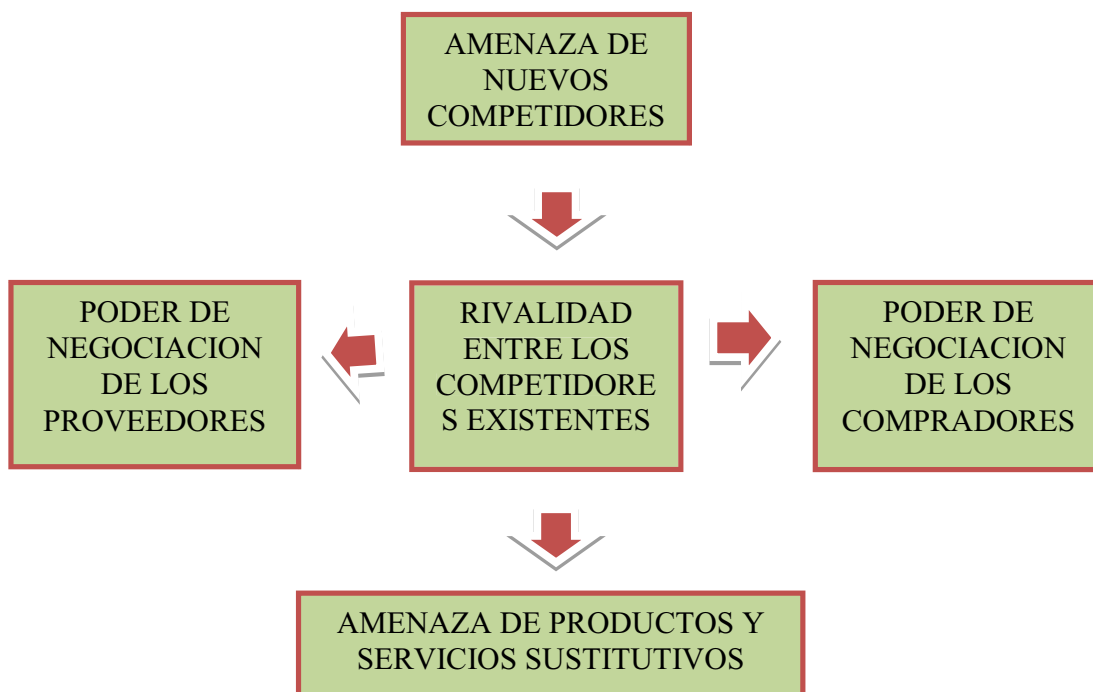 AMENAZA DE
NUEVOS
COMPETIDORES
PODER DE
NEGOCIACION
DE LOS
PROVEEDORES
RIVALIDAD
ENTRE LOS
COMPETIDORE
S EXISTENTES
PODER DE
NEGOCIACION
DE LOS
COMPRADORES
AMENAZA DE PRODUCTOS Y
SERVICIOS SUSTITUTIVOS